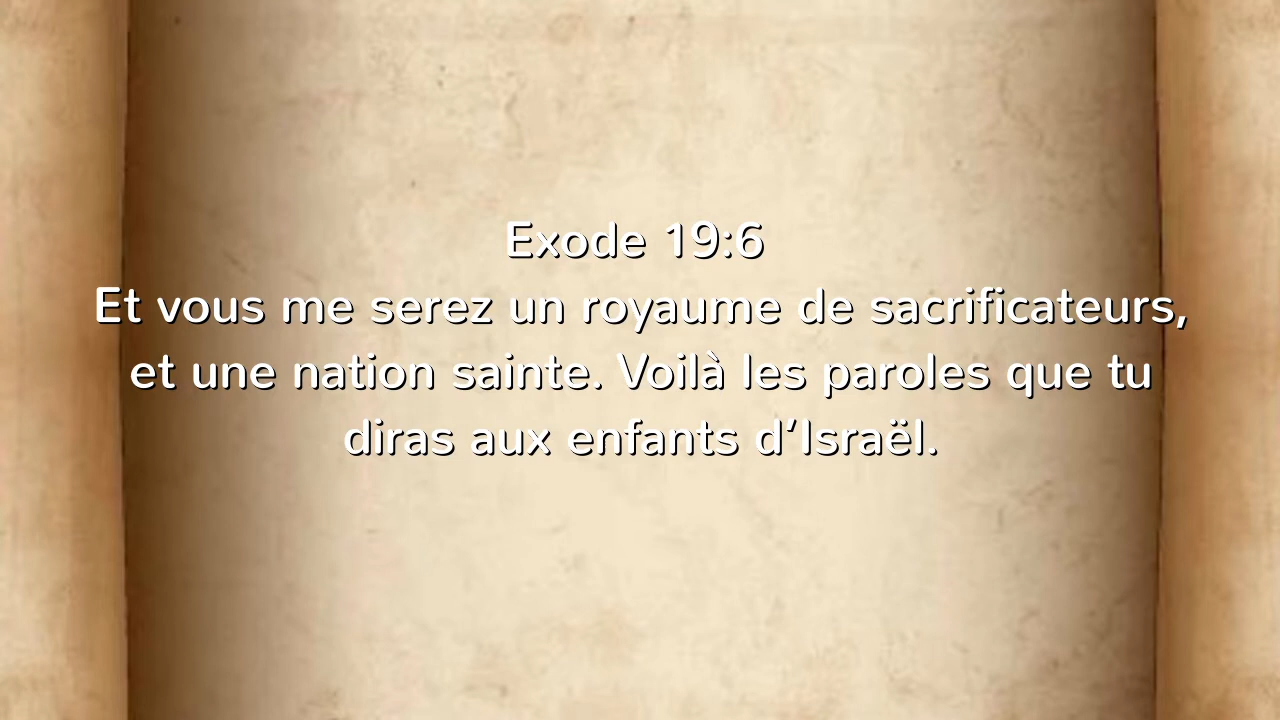 Exode 19:6
Et vous me serez un royaume de sacrificateurs,
et une nation sainte. Voilà les paroles que tu
diras aux enfants d’Israël.